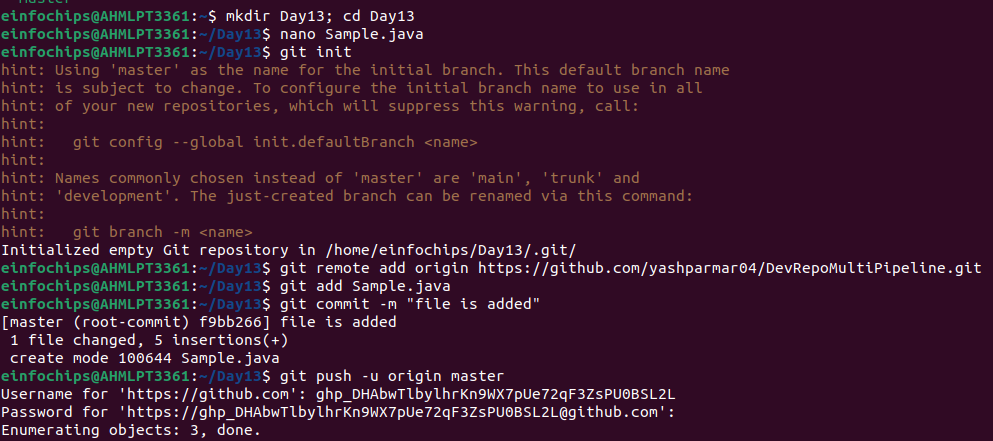 einfochips@AHMLPT3361:~$ mkdir Day13; cd Day13
einfochips@AHMLPT3361:~/Day13$ nano Sample.java
einfochips@AHMLPT3361:~/Day13$ git init
hint: Using 'master' as the name for the initial branch. This default branch name
hint: is subject to change. To configure the initial branch name to use in all
hint: of your new repositories, which will suppress this warning, call:
hint:
hint:   git config --global init.defaultBranch <name>
hint:
hint: Names commonly chosen instead of 'master' are 'main', 'trunk' and
hint: 'development'. The just-created branch can be renamed via this command:
hint:
hint:   git branch -m <name>
Initialized empty Git repository in /home/einfochips/Day13/.git/
einfochips@AHMLPT3361:~/Day13$ git remote add origin https://github.com/yashparmar04/DevRepoMultiPipeline.git
einfochips@AHMLPT3361:~/Day13$ git add Sample.java
einfochips@AHMLPT3361:~/Day13$ git commit -m "file is added"
[master (root-commit) f9bb266] file is added
 1 file changed, 5 insertions(+)
 create mode 100644 Sample.java
einfochips@AHMLPT3361:~/Day13$ git push -u origin master
Username for 'https://github.com': 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
Password for 'https://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@github.com':
Enumerating objects: 3, done.